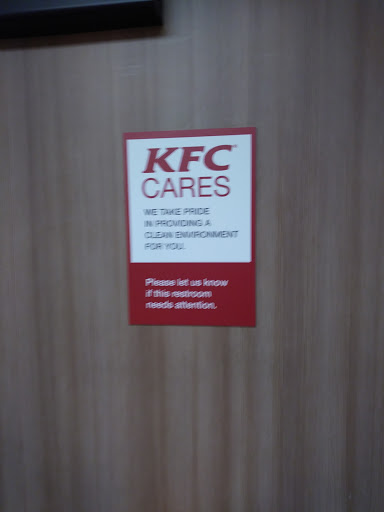 KFC
CARES
WE TAKE PRIDE
IN PROVIDING A
CLEAN ENVIRONMENT
FOR YOU.
Please let us know
if this restroom
needs attention.